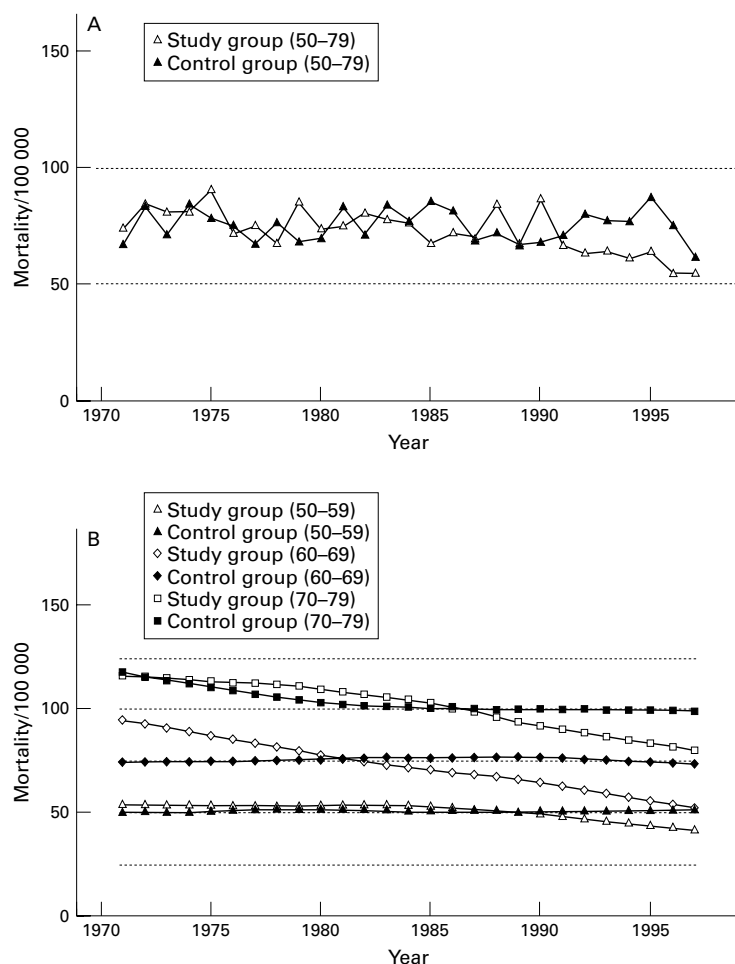 A
Study group (50–79)
Control group (50–79)
150
100
50
0
Mortality/100 000
1970 1975 1980 1985 1990 1995
Year
B
Study group (50–59)
Control group (50–59)
Study group (60–69)
Control group (60–69)
Study group (70–79)
Control group (70–79)
150
100
50
0
Mortality/100 000
1970 1975 1980 1985 1990 1995
Year